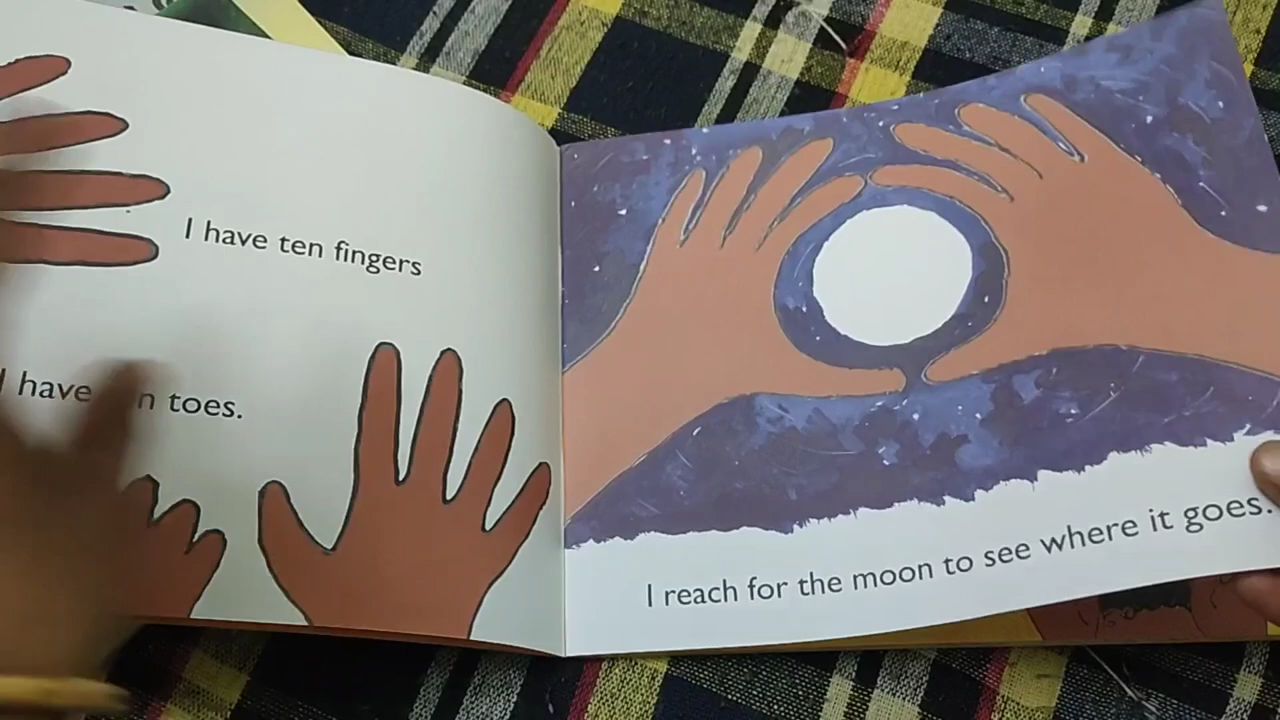 I have ten fingers
I have toes.
I reach for the moon to see where it goes.